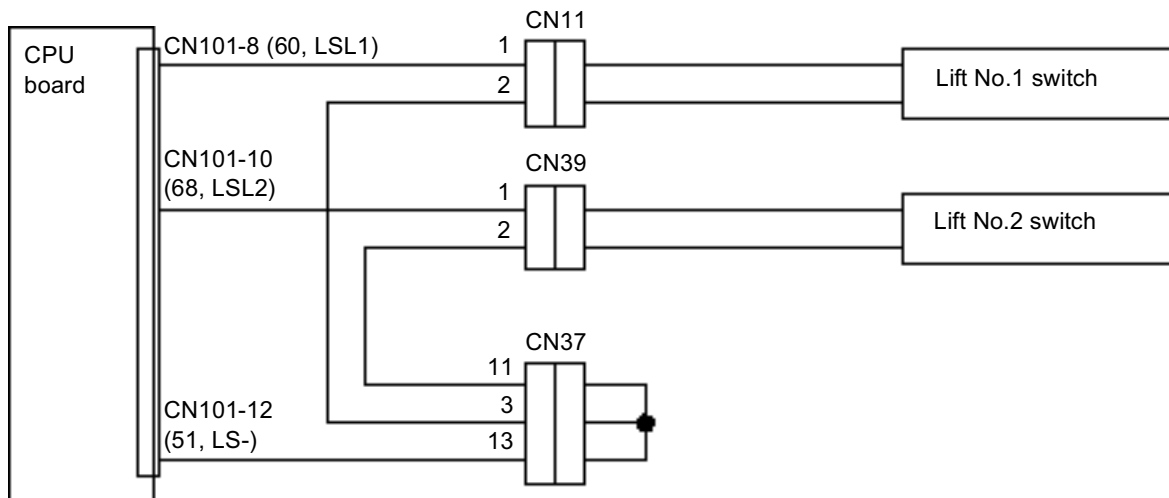 CN11
CPU
board
CN101-8 (60, LSL1)
1
2
Lift No.1 switch
CN101-10
(68, LSL2)
CN39
1
2
Lift No.2 switch
CN37
11
3
13
CN101-12
(51, LS-)